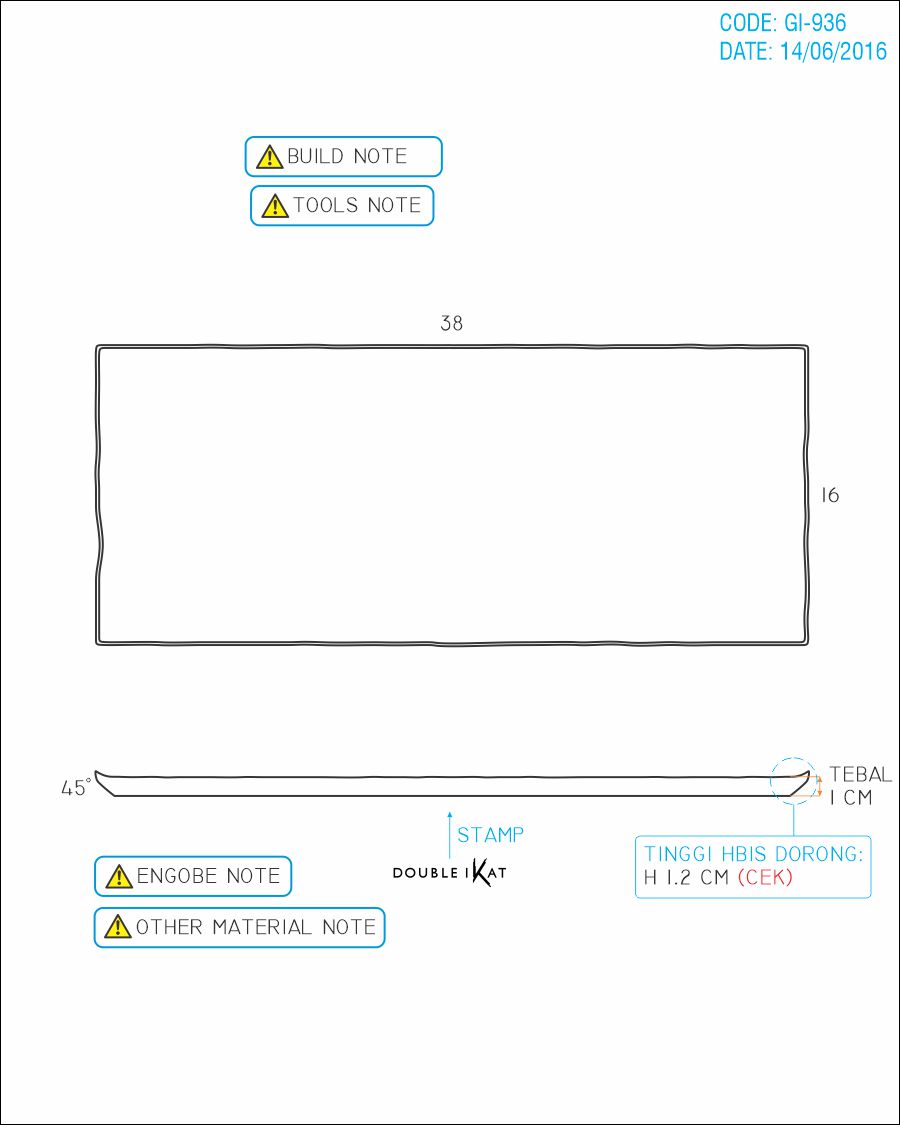 CODE: GI-936
DATE: 14/06/2016
BUILD NOTE
TOOLS NOTE
38
16
45°
TEBAL
1 CM
STAMP
DOUBLE IKAT
TINGGI HBIS DORONG:
H 1.2 CM (CEK)
ENGOBE NOTE
OTHER MATERIAL NOTE